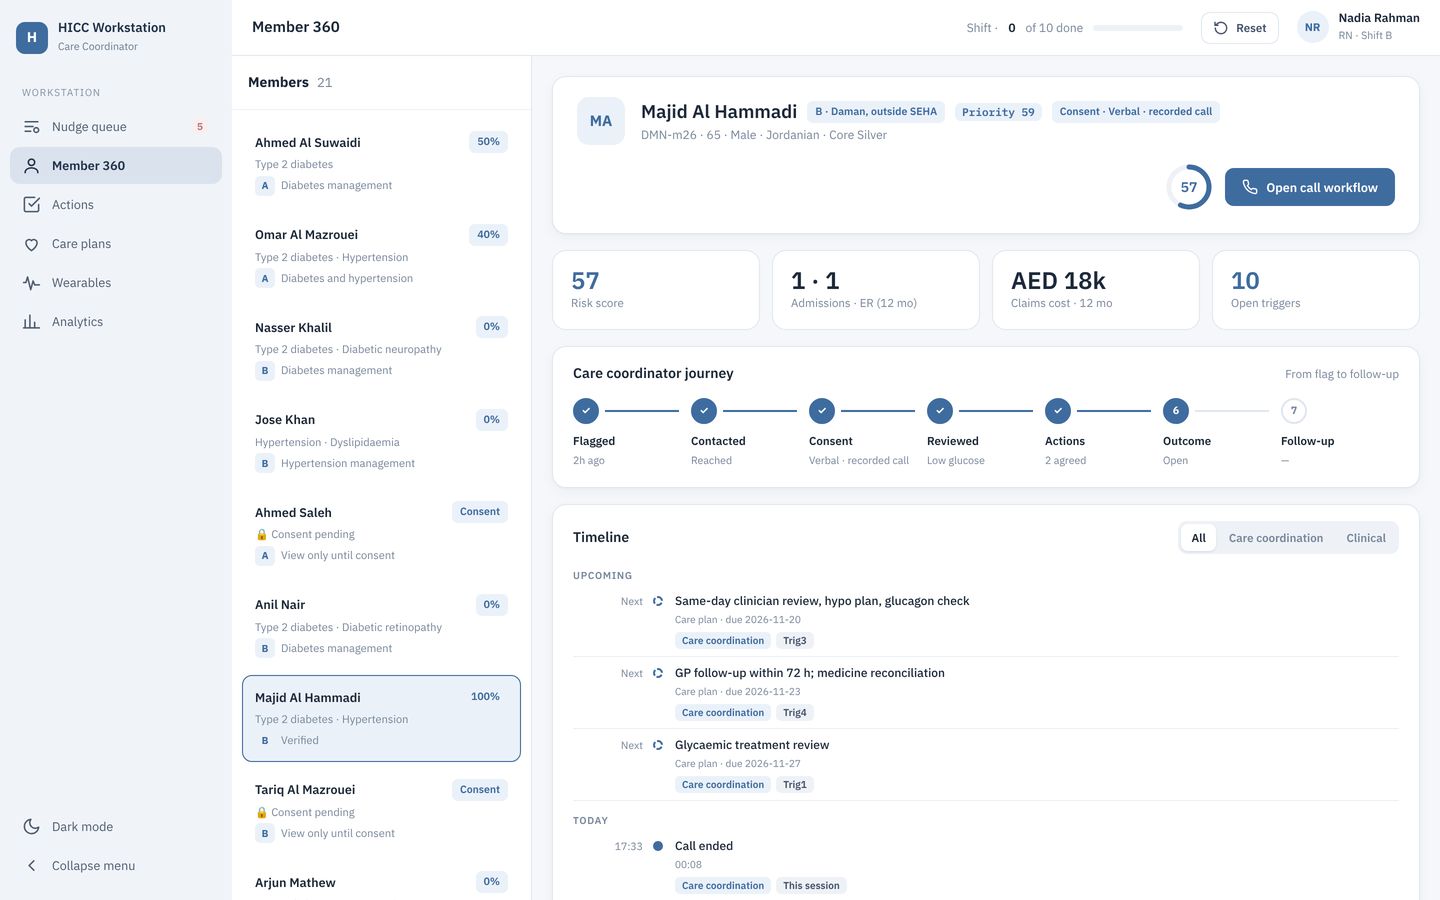 H
HICC Workstation
Care Coordinator
WORKSTATION
Nudge queue 5
Member 360
Actions
Care plans
Wearables
Analytics
Dark mode
Collapse menu
Member 360
Shift · 0 of 10 done
Reset
NR
Nadia Rahman
RN · Shift B
Members 21
Ahmed Al Suwaidi 50%
Type 2 diabetes
A Diabetes management
Omar Al Mazrouei 40%
Type 2 diabetes · Hypertension
A Diabetes and hypertension
Nasser Khalil 0%
Type 2 diabetes · Diabetic neuropathy
B Diabetes management
Jose Khan 0%
Hypertension · Dyslipidaemia
B Hypertension management
Ahmed Saleh Consent
🔒 Consent pending
A View only until consent
Anil Nair 0%
Type 2 diabetes · Diabetic retinopathy
B Diabetes management
Majid Al Hammadi 100%
Type 2 diabetes · Hypertension
B Verified
Tariq Al Mazrouei Consent
🔒 Consent pending
B View only until consent
Arjun Mathew 0%
MA
Majid Al Hammadi B · Daman, outside SEHA Priority 59 Consent · Verbal · recorded call
DMN-m26 · 65 · Male · Jordanian · Core Silver
57
Open call workflow
57
Risk score
1 · 1
Admissions · ER (12 mo)
AED 18k
Claims cost · 12 mo
10
Open triggers
Care coordinator journey
From flag to follow-up
6
7
Flagged
Contacted
Consent
Reviewed
Actions
Outcome
Follow-up
2h ago
Reached
Verbal · recorded call
Low glucose
2 agreed
Open
—
Timeline
All Care coordination Clinical
UPCOMING
Next Same-day clinician review, hypo plan, glucagon check
Care plan · due 2026-11-20
Care coordination Trig3
Next GP follow-up within 72 h; medicine reconciliation
Care plan · due 2026-11-23
Care coordination Trig4
Next Glycaemic treatment review
Care plan · due 2026-11-27
Care coordination Trig1
TODAY
17:33 Call ended
00:08
Care coordination This session